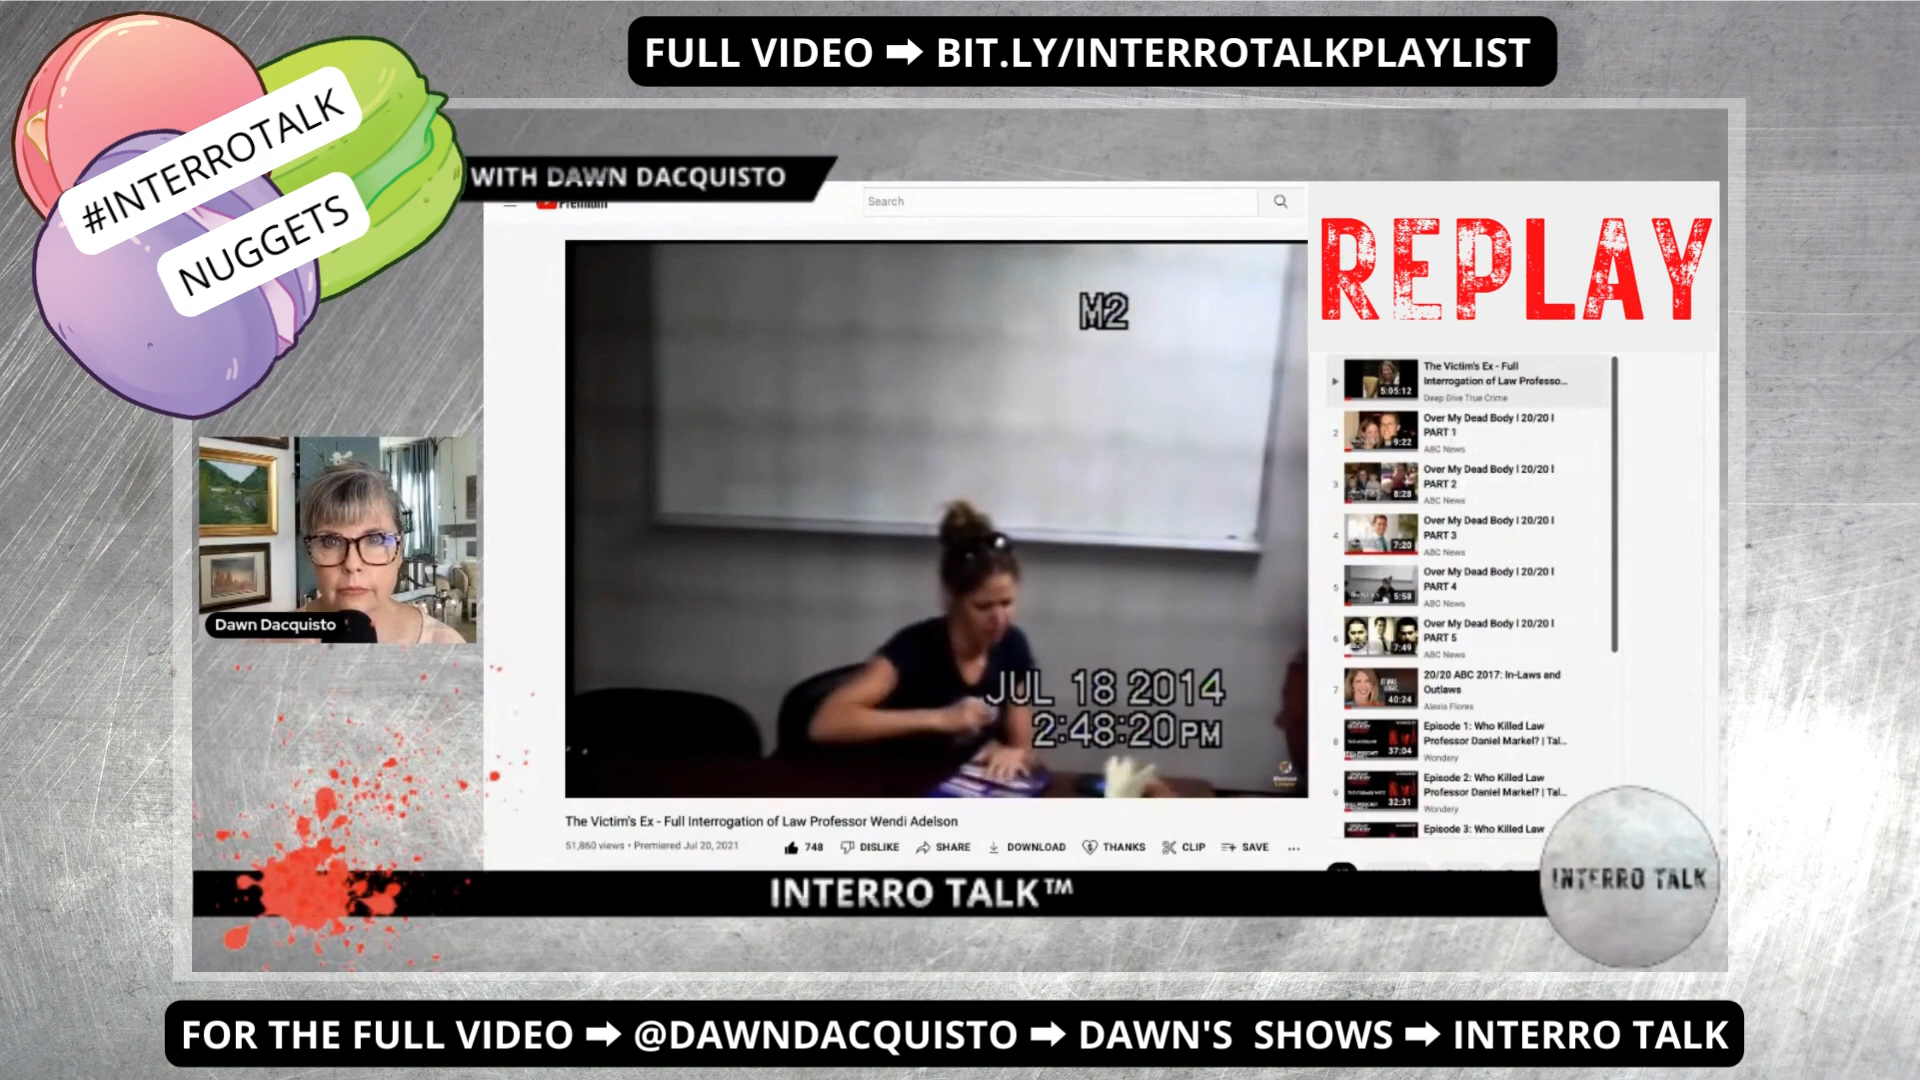 FULL VIDEO ➡ BIT.LY/INTERROTALKPLAYLIST
#INTERROTALK
NUGGETS
WITH DAWN DACQUISTO
Premium
Search
REPLAY
M2
JUL 18 2014
2:48:20PM
Dawn Dacquisto
The Victim's Ex - Full Interrogation of Law Professor Wendi Adelson
51,860 views • Premiered Jul 20, 2021
748
DISLIKE
SHARE
DOWNLOAD
THANKS
CLIP
SAVE
...
5:05:12
The Victim's Ex - Full
Interrogation of Law Professo...
Deep Dive True Crime
2
9:22
Over My Dead Body l 20/20 l
PART 1
ABC News
3
8:28
Over My Dead Body l 20/20 l
PART 2
ABC News
4
7:20
Over My Dead Body l 20/20 l
PART 3
ABC News
5
5:58
Over My Dead Body l 20/20 l
PART 4
ABC News
6
7:49
Over My Dead Body l 20/20 l
PART 5
ABC News
7
40:24
20/20 ABC 2017: In-Laws and
Outlaws
Alexis Flores
8
37:04
Episode 1: Who Killed Law
Professor Daniel Markel? | Tal...
Wondery
9
32:31
Episode 2: Who Killed Law
Professor Daniel Markel? | Tal...
Wondery
Episode 3: Who Killed Law
INTERRO TALK™
INTERRO TALK
FOR THE FULL VIDEO ➡ @DAWNDACQUISTO ➡ DAWN'S SHOWS ➡ INTERRO TALK